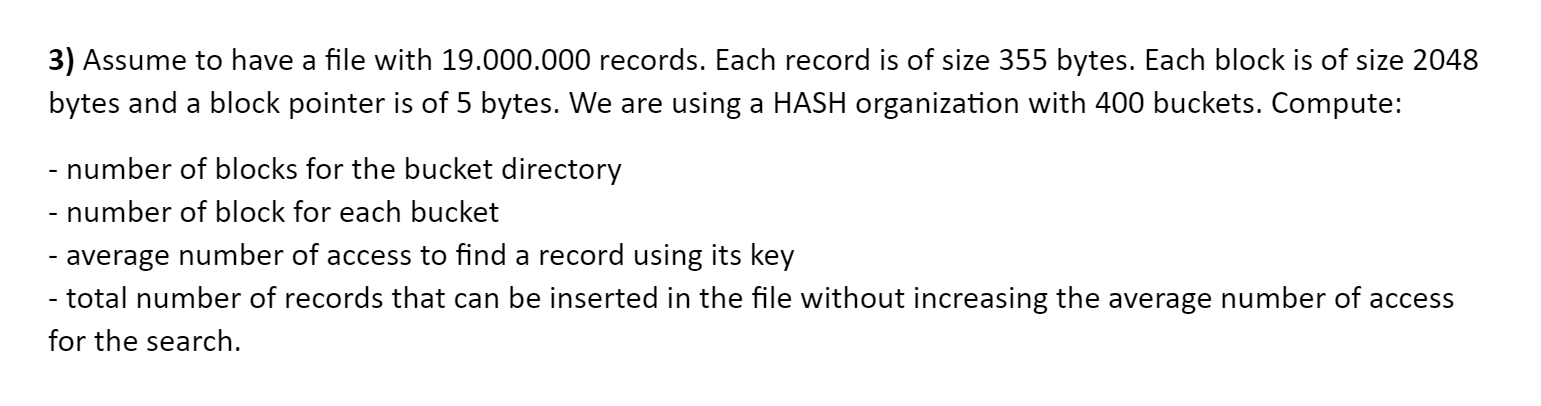 3) Assume to have a file with 19.000.000 records. Each record is of size 355 bytes. Each block is of size 2048
bytes and a block pointer is of 5 bytes. We are using a HASH organization with 400 buckets. Compute:
- number of blocks for the bucket directory
- number of block for each bucket
- average number of access to find a record using its key
- total number of records that can be inserted in the file without increasing the average number of access
for the search.